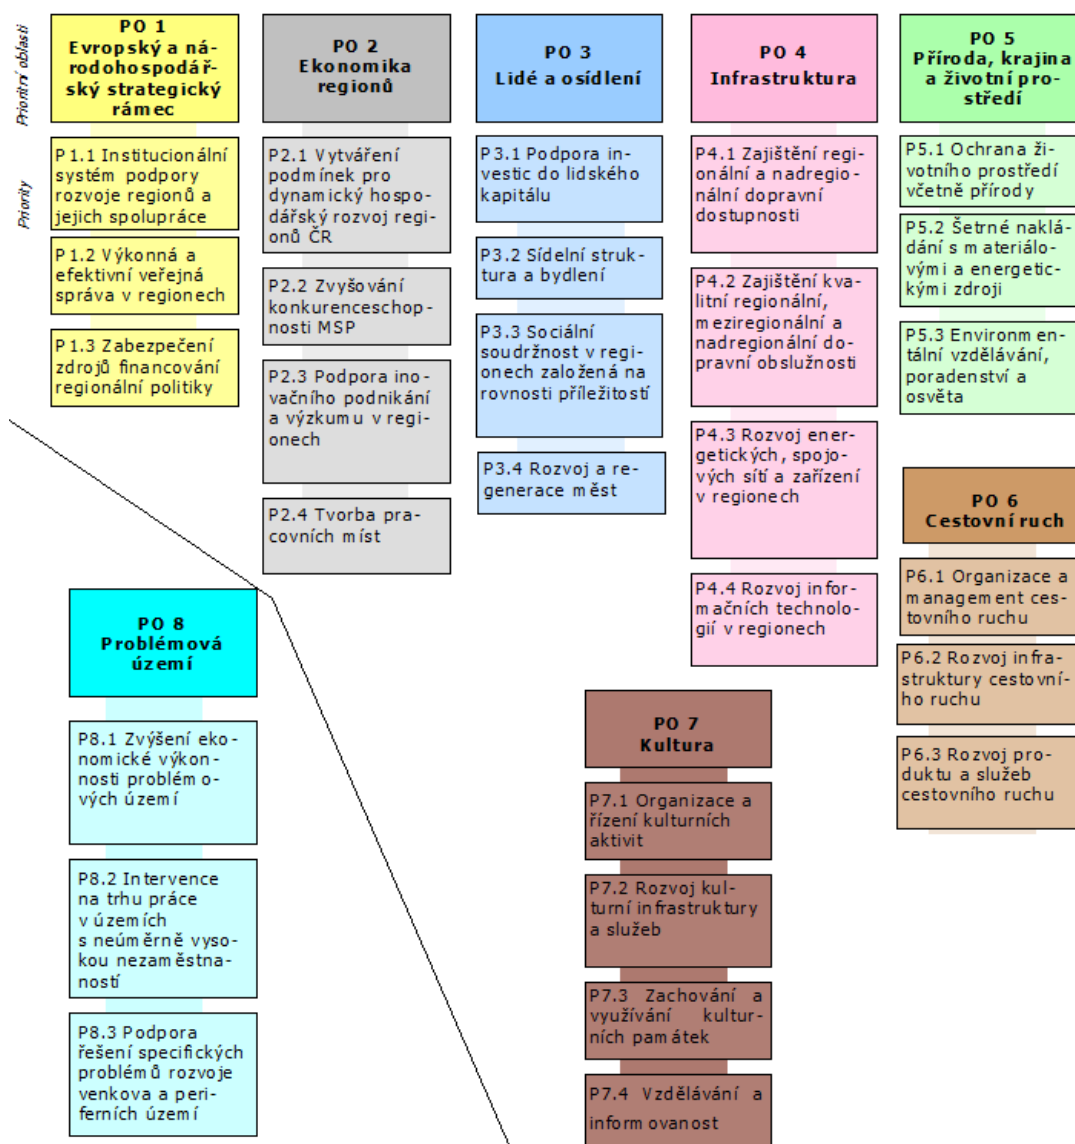 Prioritní oblasti
PO 1
Evropský a ná-
rodohospodář-
ský strategický
rámec
PO 2
Ekonomika
regionů
PO 3
Lidé a osídlení
PO 4
Infrastruktura
PO 5
Příroda, krajina
a životní pro-
středí
Priority
P1.1 Institucionální
systém podpory
rozvoje regionů a
jejich spolupráce
P1.2 Výkonná a
efektivní veřejná
správa v regionech
P1.3 Zabezpečení
zdrojů financování
regionální politiky
P2.1 Vytváření
podmínek pro
dynamický hospo-
dářský rozvoj regi-
onů ČR
P2.2 Zvyšování
konkurenceschop-
nosti MSP
P2.3 Podpora ino-
vačního podnikání
a výzkumu v regi-
onech
P2.4 Tvorba pra-
covních míst
P3.1 Podpora in-
vestic do lidského
kapitálu
P3.2 Sídelní struk-
tura a bydlení
P3.3 Sociální
soudržnost v regi-
onech založená na
rovnosti příležitostí
P3.4 Rozvoj a re-
generace měst
P4.1 Zajištění regi-
onální a nadregi-
onální dopravní
dostupnosti
P4.2 Zajištění kva-
litní regionální,
meziregionální a
nadregionální do-
pravní obslužnosti
P4.3 Rozvoj ener-
getických, spojo-
vých sítí a zařízení
v regionech
P4.4 Rozvoj infor-
mačních technolo-
gií v regionech
P5.1 Ochrana ži-
votního prostředí
včetně přírody
P5.2 Šetrné naklá-
dání s materiálo-
vými a energetic-
kými zdroji
P5.3 Environm en-
tální vzdělávání,
poradenství a
osvěta
PO 6
Cestovní ruch
P6.1 Organizace a
management ces-
tovního ruchu
P6.2 Rozvoj infra-
struktury cestovní-
ho ruchu
P6.3 Rozvoj pro-
duktu a služeb
cestovního ruchu
PO 8
Problémová
území
P8.1 Zvýšení eko-
nomické výkon-
nosti problém o-
vých území
P8.2 Intervence
na trhu práce
v územích
s neúměrně vyso-
kou nezaměstna-
ností
P8.3 Podpora
řešení specifických
problémů rozvoje
venkova a peri-
ferních území
PO 7
Kultura
P7.1 Organizace a
řízení kulturních
aktivit
P7.2 Rozvoj kul-
turní infrastruktury
a služeb
P7.3 Zachování a
využívání kultur-
ních památek
P7.4 Vzdělávání a
informovanost